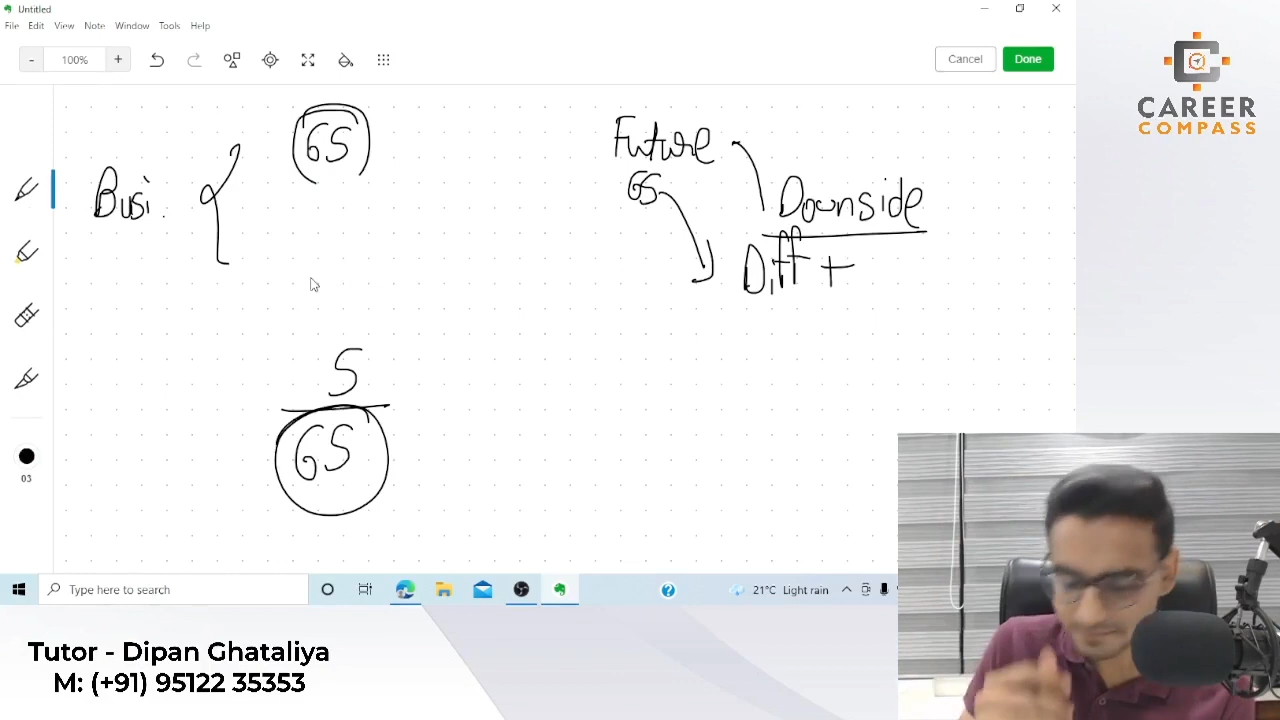 Untitled
File Edit View Note Window Tools Help
- 100% +
Cancel Done
CAREER
COMPASS
GS
Future
Busi.
GS
Downside
Diff +
S
GS
03
Type here to search
21°C Light rain
Tutor - Dipan Ghataliya
M: (+91) 95122 35353